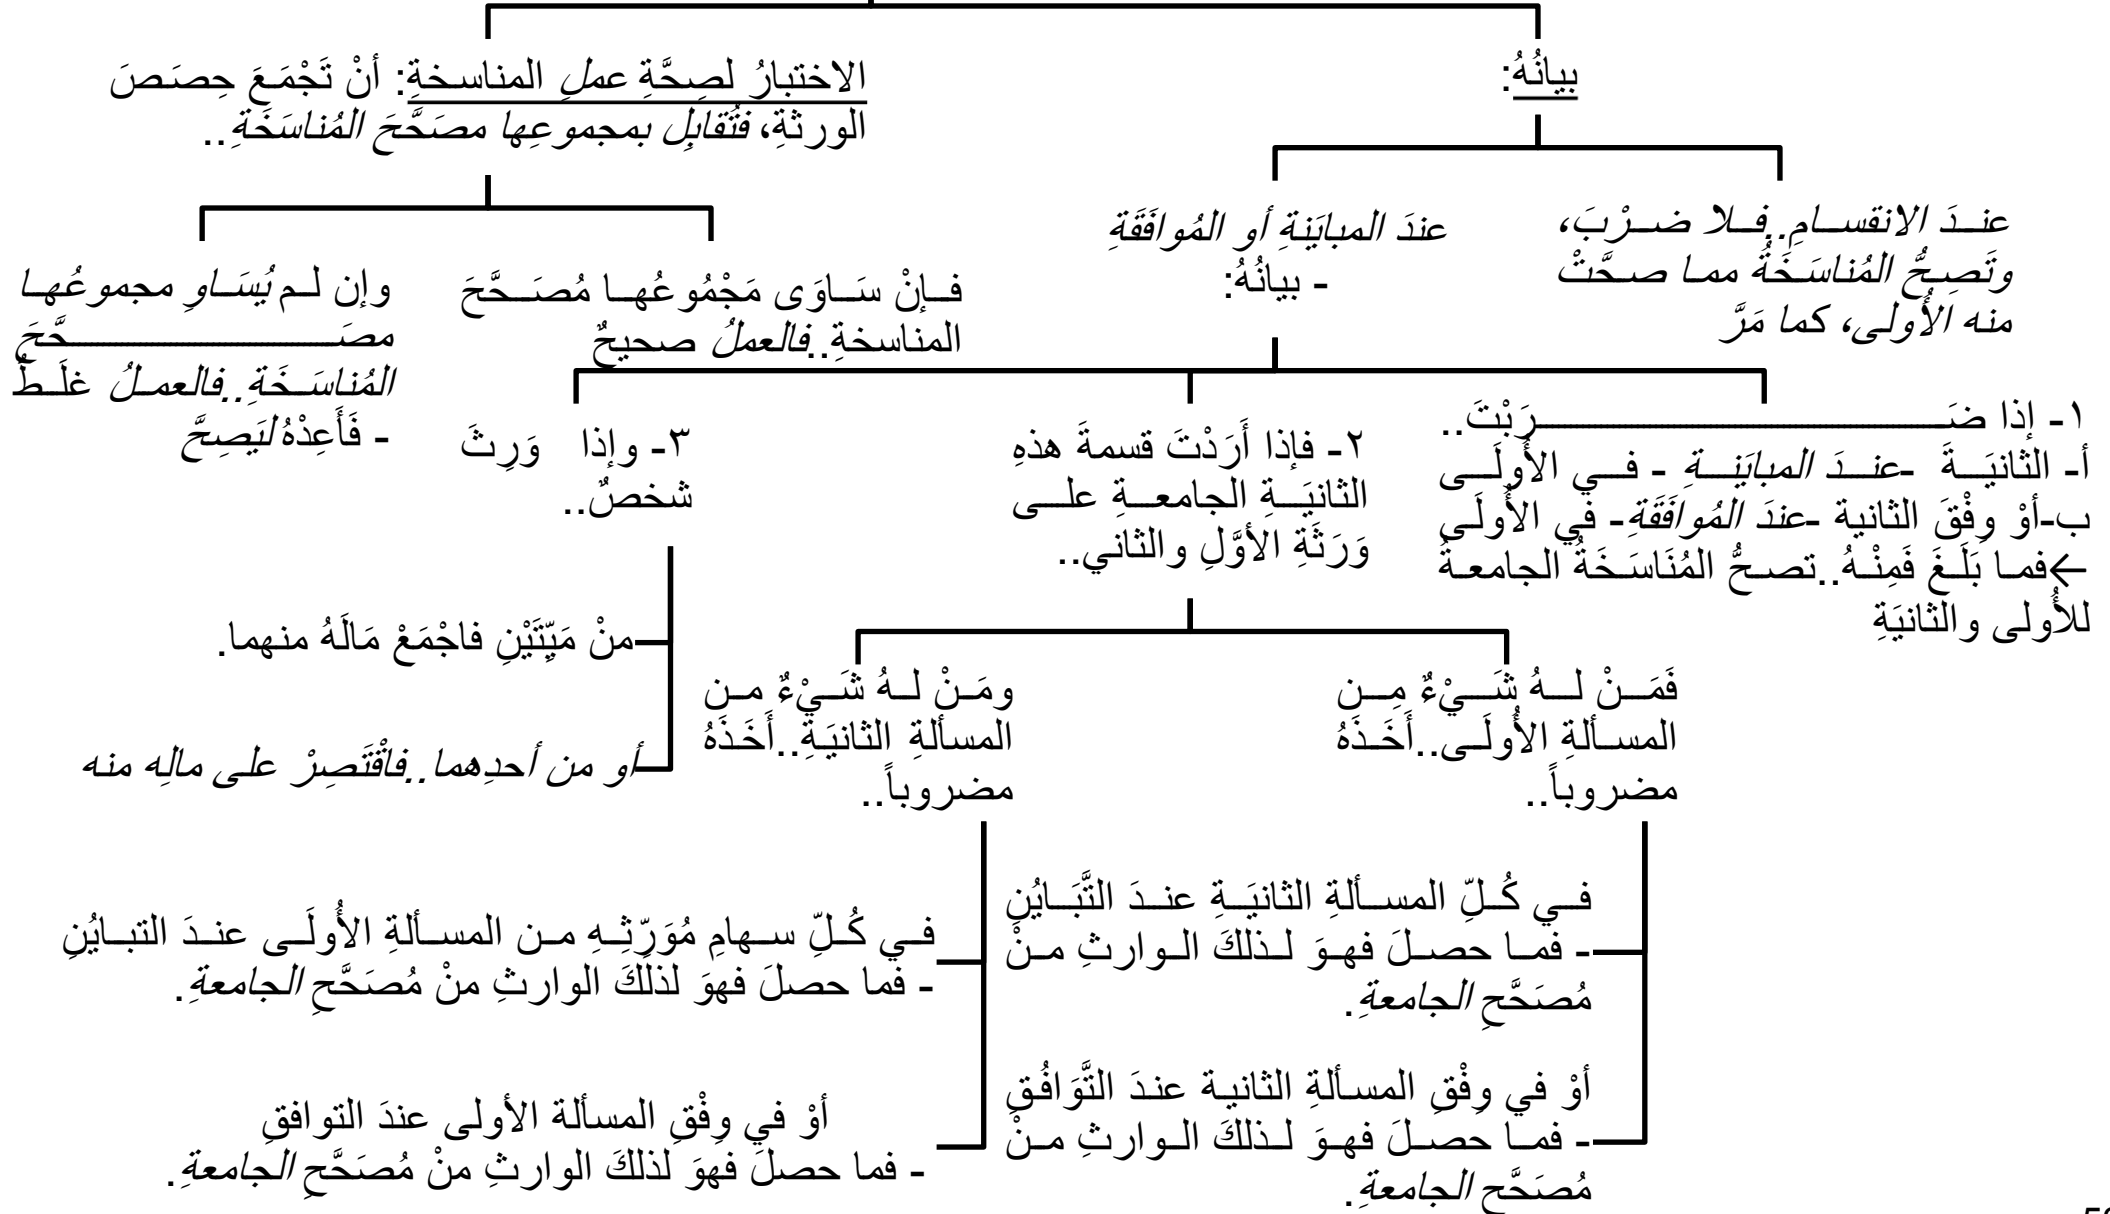 بيانُهُ:
عندَ الانقسامِ..فلا ضرْبَ،
وتَصِحُّ المُناسَخَةُ مما صحَّتْ
منه الأُولى، كما مَرَّ
عندَ المبايَنِةِ أو المُوافَقَةِ
- بيانُهُ:
١- إذا ضَرَبْتَ..
أ- الثانيَةَ -عندَ المبايَنِةِ - في الأُولَى
ب-أوْ وِفْقَ الثانية -عندَ المُوافَقَةِ- في الأُولَى
←فما بَلَغَ فَمِنْهُ..تصحُّ المُنَاسَخَةُ الجامعةُ
للأُولى والثانيَةِ
٢- فإذا أَرَدْتَ قسمةَ هذهِ
الثانيَةِ الجامعةِ على
وَرَثَةِ الأوَّلِ والثاني..
فَمَنْ لهُ شَيْءٌ مِن
المسألةِ الأُولَى..أَخَذَهُ
مضروباً..
في كُلِّ المسألةِ الثانيَةِ عندَ التَّبَايُنِ
- فما حصلَ فهوَ لذلكَ الوارثِ منْ
مُصَحَّحِ الجامعةِ.
أوْ في وِفْقِ المسألةِ الثانية عندَ التَّوَافُقِ
- فما حصلَ فهوَ لذلكَ الوارثِ منْ
مُصَحَّحِ الجامعةِ.
ومَنْ لهُ شَيْءٌ من
المسألةِ الثانيَةِ..أَخَذَهُ
مضروباً..
في كُلِّ سهامِ مُوَرِّثِهِ من المسألةِ الأُولَى عندَ التبايُنِ
- فما حصلَ فهوَ لذلكَ الوارثِ منْ مُصَحَّحِ الجامعةِ.
أوْ في وِفْقِ المسألة الأولى عندَ التوافقِ
- فما حصلَ فهوَ لذلكَ الوارثِ منْ مُصَحَّحِ الجامعةِ.
٣- وإذا وَرِثَ
شخصٌ..
منْ مَيِّتَيْنِ فاجْمَعْ مَالَهُ منهما.
أو من أحدِهما..فاقْتَصِرْ على مالِه منه
الاختبارُ لصِحَّةِ عملِ المناسخةِ: أنْ تَجْمَعَ حِصَصَ
الورثةِ، فتُقابِل بمجموعِها مصَحَّحَ المُناسَخَةِ..
فإنْ سَاوَى مَجْمُوعُها مُصَحَّحَ
المناسخةِ..فالعملُ صحيحٌ
وإن لم يُسَاوِ مجموعُها
مصَحَّحَ
المُناسَخَةِ..فالعملُ غلَطٌ
- فَأَعِدْهُ ليَصِحَّ